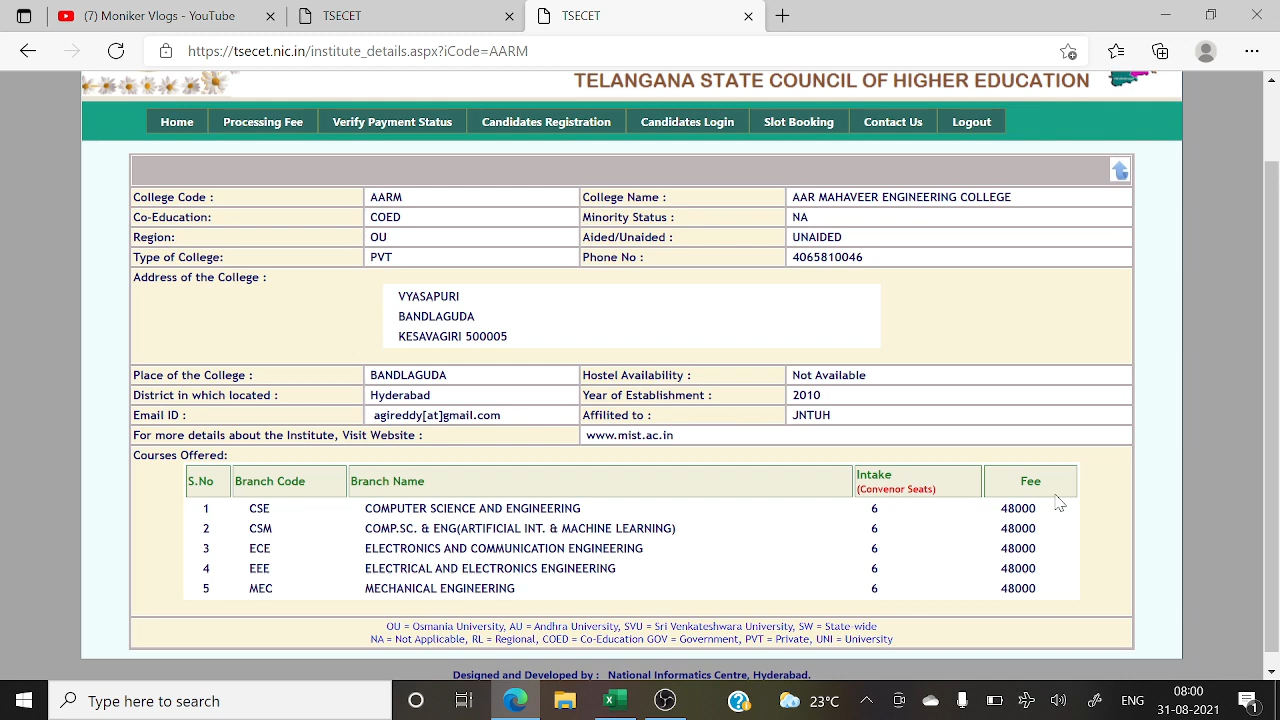 TSECET
(7) Monitored
TSECET
TSECET
https://tsecet.nic.in/institute_details.aspx?iCode=AARM
TELANGANA STATE COUNCIL OF HIGHER EDUCATION
Home Processing Fee Verify Payment Status Candidates Registration Candidates Login Slot Booking Contact Us Logout
College Code : AARM College Name : AAR MAHAVEER ENGINEERING COLLEGE
Co-Education: COED Minority Status : NA
Region: OU Aided/Unaided : UNAIDED
Type of College: PVT Phone No : 4065810046
Address of the College :
VYASAPURI
BANDLAGUDA
KESAVAGIRI 500005
Place of the College : BANDLAGUDA Hostel Availability : Not Available
District in which located : Hyderabad Year of Establishment : 2010
Email ID : agireddy[at]gmail.com Affilited to : JNTUH
For more details about the Institute, Visit Website : www.mist.ac.in
Courses Offered:
S.No Branch Code Branch Name Intake (Convenor Seats) Fee
1 CSE COMPUTER SCIENCE AND ENGINEERING 6 48000
2 CSM COMP.SC. & ENG(ARTIFICIAL INT. & MACHINE LEARNING) 6 48000
3 ECE ELECTRONICS AND COMMUNICATION ENGINEERING 6 48000
4 EEE ELECTRICAL AND ELECTRONICS ENGINEERING 6 48000
5 MEC MECHANICAL ENGINEERING 6 48000
OU = Osmania University, AU = Andhra University, SVU = Sri Venkateshwara University, SW = State-wide
NA = Not Applicable, RL = Regional, COED = Co-Education GOV = Government, PVT = Private, UNI = University
Designed and Developed by : National Informatics Centre, Hyderabad.
Type here to search
23°C
ENG
08:00
31-08-2021